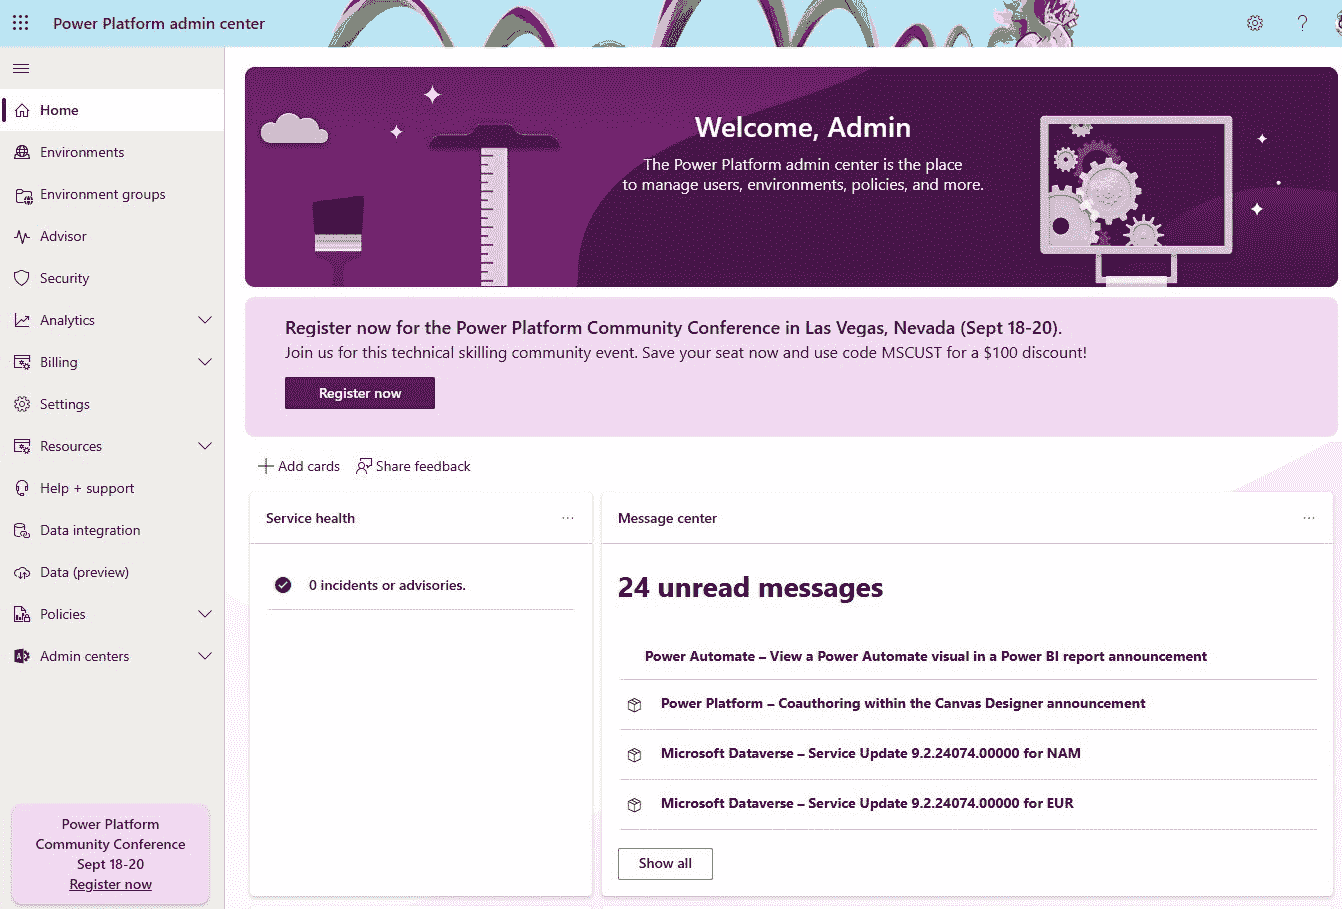 Power Platform admin center
?
Home
Environments
Environment groups
Advisor
Security
Analytics
Billing
Settings
Resources
Help + support
Data integration
Data (preview)
Policies
Admin centers
Power Platform
Community Conference
Sept 18-20
Register now
Welcome, Admin
The Power Platform admin center is the place
to manage users, environments, policies, and more.
Register now for the Power Platform Community Conference in Las Vegas, Nevada (Sept 18-20).
Join us for this technical skilling community event. Save your seat now and use code MSCUST for a $100 discount!
Register now
Add cards
Share feedback
Service health
0 incidents or advisories.
Message center
24 unread messages
Power Automate – View a Power Automate visual in a Power BI report announcement
Power Platform – Coauthoring within the Canvas Designer announcement
Microsoft Dataverse – Service Update 9.2.24074.00000 for NAM
Microsoft Dataverse – Service Update 9.2.24074.00000 for EUR
Show all